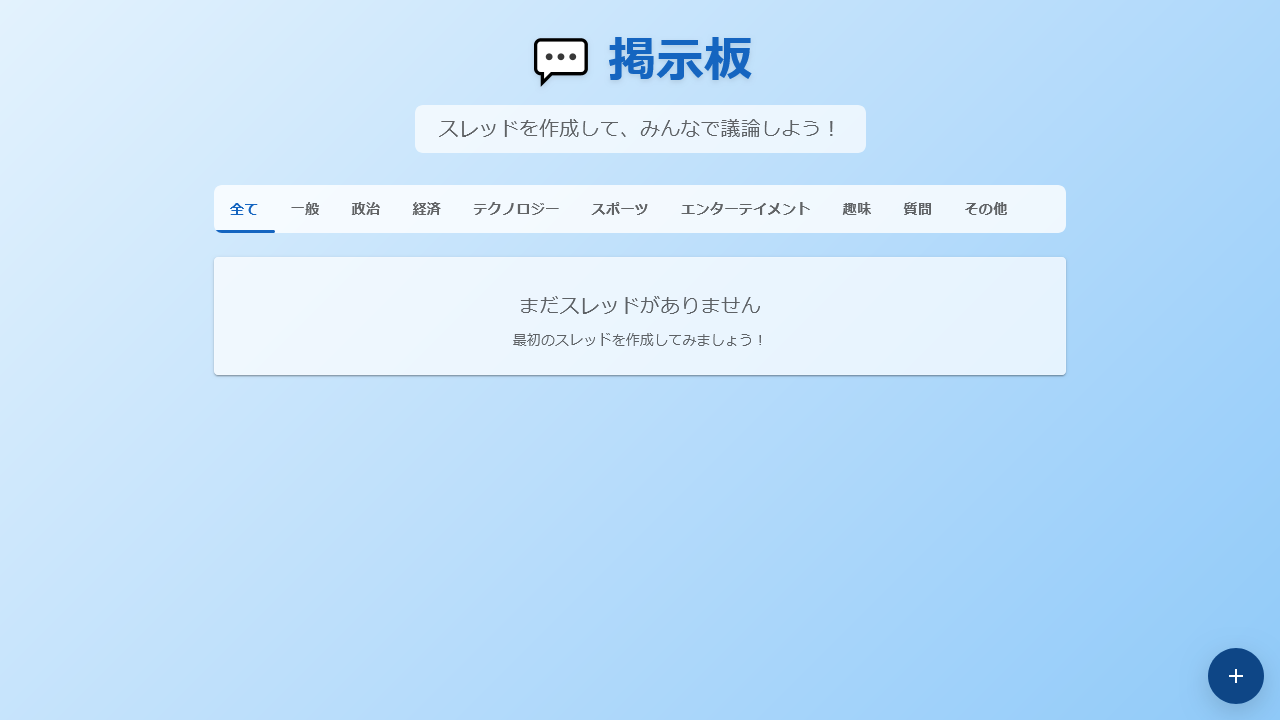 掲示板
スレッドを作成して、みんなで議論しよう！
全て 一般 政治 経済 テクノロジー スポーツ エンターテイメント 趣味 質問 その他
まだスレッドがありません
最初のスレッドを作成してみましょう！
+